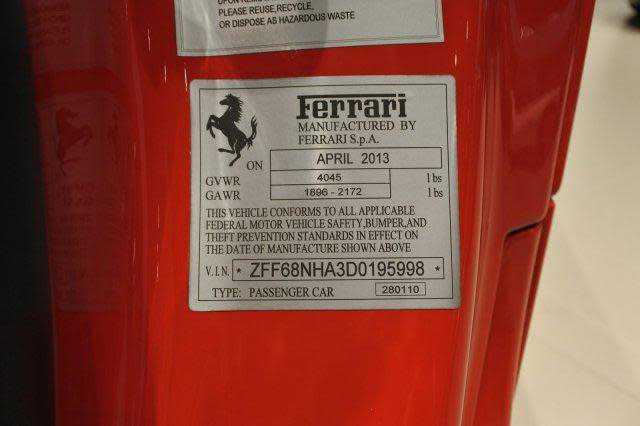 PLEASE REUSE,RECYCLE,
OR DISPOSE AS HAZARDOUS WASTE
Ferrari
MANUFACTURED BY
FERRARI S.p.A.
ON APRIL 2013
GVWR 4045 lbs
GAWR 1896 - 2172 lbs
THIS VEHICLE CONFORMS TO ALL APPLICABLE
FEDERAL MOTOR VEHICLE SAFETY,BUMPER,AND
THEFT PREVENTION STANDARDS IN EFFECT ON
THE DATE OF MANUFACTURE SHOWN ABOVE
V.I.N. * ZFF68NHA3D0195998 *
TYPE: PASSENGER CAR 280110